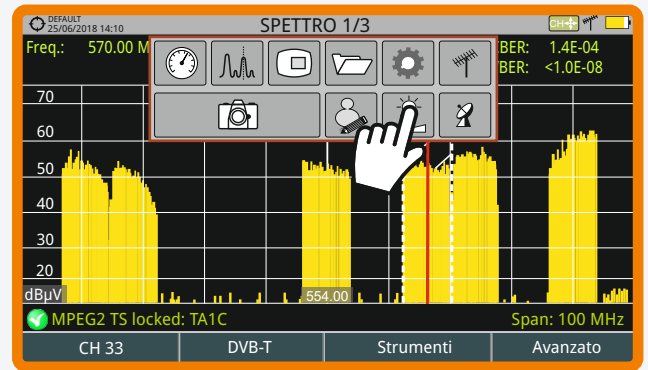 DEFAULT
25/06/2018 14:10
SPETTRO 1/3
CH
Freq.: 570.00 M
BER: 1.4E-04
BER: <1.0E-08
70
60
50
40
30
20
dBµV
554.00
MPEG2 TS locked: TA1C
Span: 100 MHz
CH 33
DVB-T
Strumenti
Avanzato